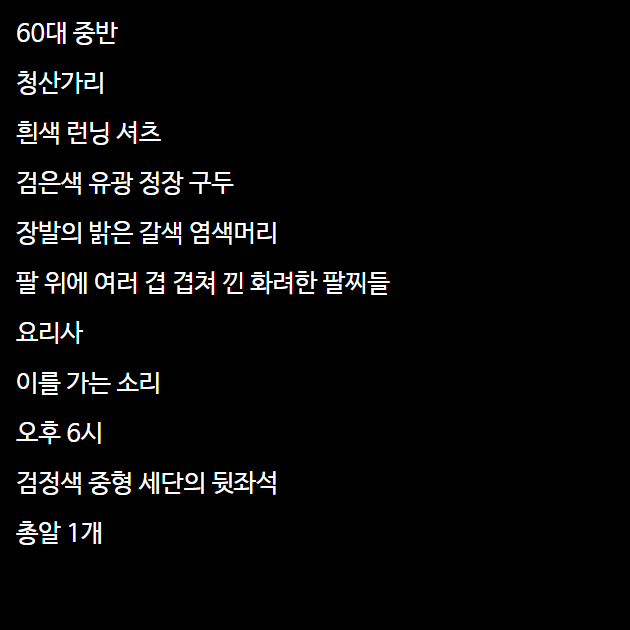 60대 중반
청산가리
흰색 런닝 셔츠
검은색 유광 정장 구두
장발의 밝은 갈색 염색머리
팔 위에 여러 겹 겹쳐 낀 화려한 팔찌들
요리사
이를 가는 소리
오후 6시
검정색 중형 세단의 뒷좌석
총알 1개